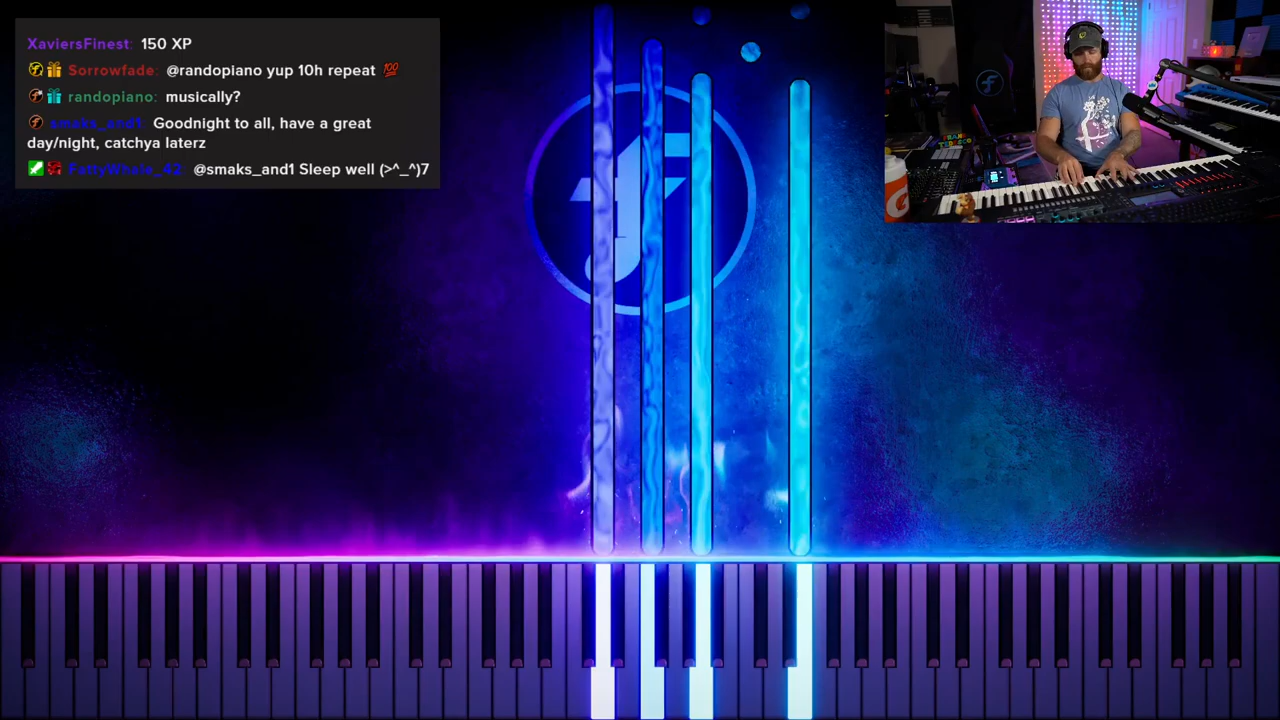 XaviersFinest: 150 XP
Sorrowfade: @randopiano yup 10h repeat 💯
randopiano: musically?
smaks_and1: Goodnight to all, have a great
day/night, catchya laterz
FattyWhale_42: @smaks_and1 Sleep well (>^_^)7